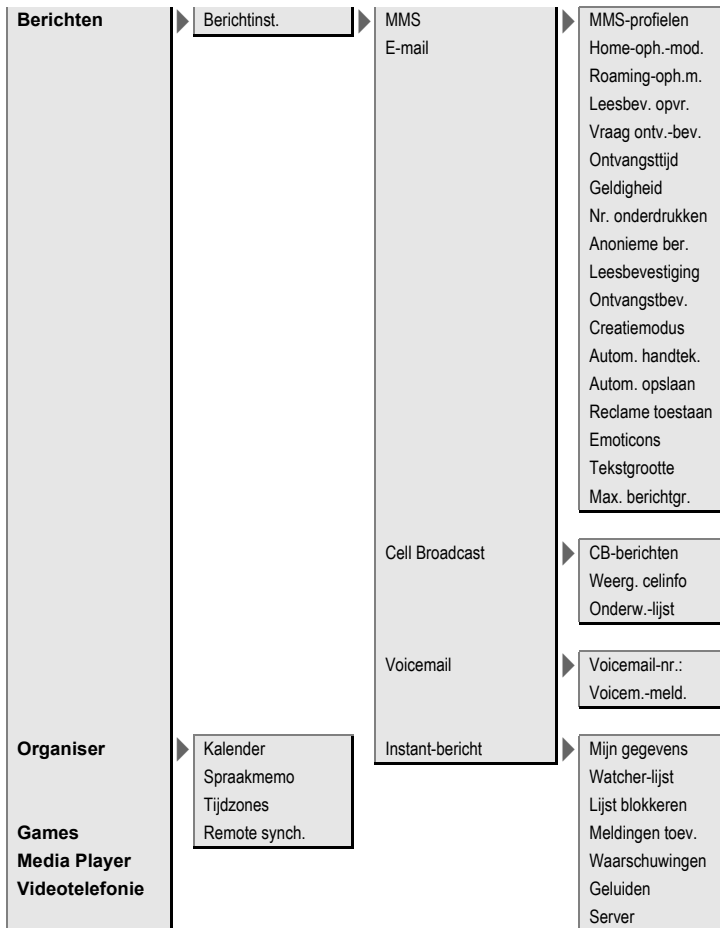 Berichten
Berichtinst.
MMS
E-mail
MMS-profielen
Home-oph.-mod.
Roaming-oph.m.
Leesbev. opvr.
Vraag ontv.-bev.
Ontvangsttijd
Geldigheid
Nr. onderdrukken
Anonieme ber.
Leesbevestiging
Ontvangstbev.
Creatiemodus
Autom. handtek.
Autom. opslaan
Reclame toestaan
Emoticons
Tekstgrootte
Max. berichtgr.
Cell Broadcast
CB-berichten
Weerg. celinfo
Onderw.-lijst
Voicemail
Voicemail-nr.:
Voicem.-meld.
Instant-bericht
Mijn gegevens
Watcher-lijst
Lijst blokkeren
Meldingen toev.
Waarschuwingen
Geluiden
Server
Organiser
Kalender
Spraakmemo
Tijdzones
Remote synch.
Games
Media Player
Videotelefonie